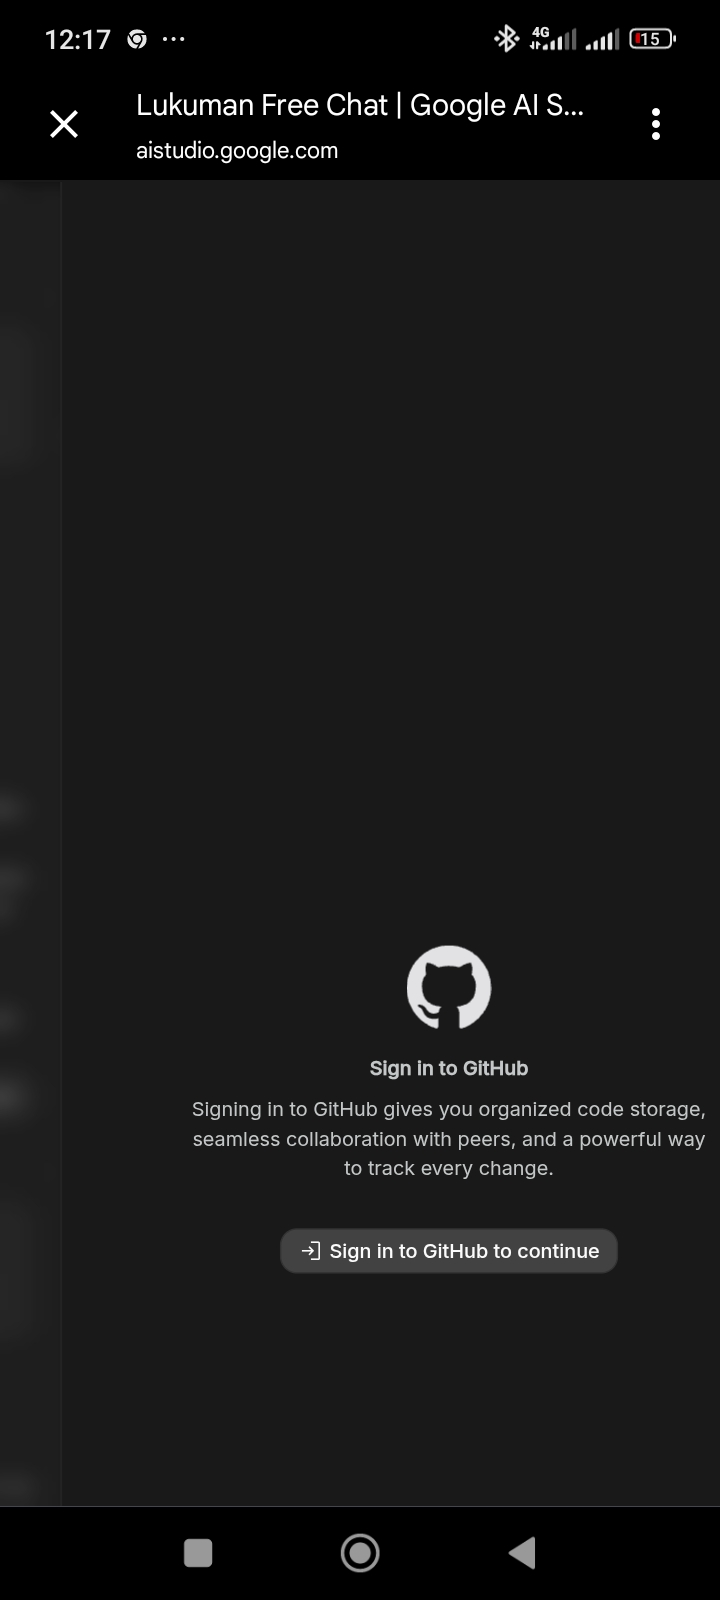 12:17
4G
15
Lukuman Free Chat | Google AI S...
aistudio.google.com
Sign in to GitHub
Signing in to GitHub gives you organized code storage,
seamless collaboration with peers, and a powerful way
to track every change.
Sign in to GitHub to continue